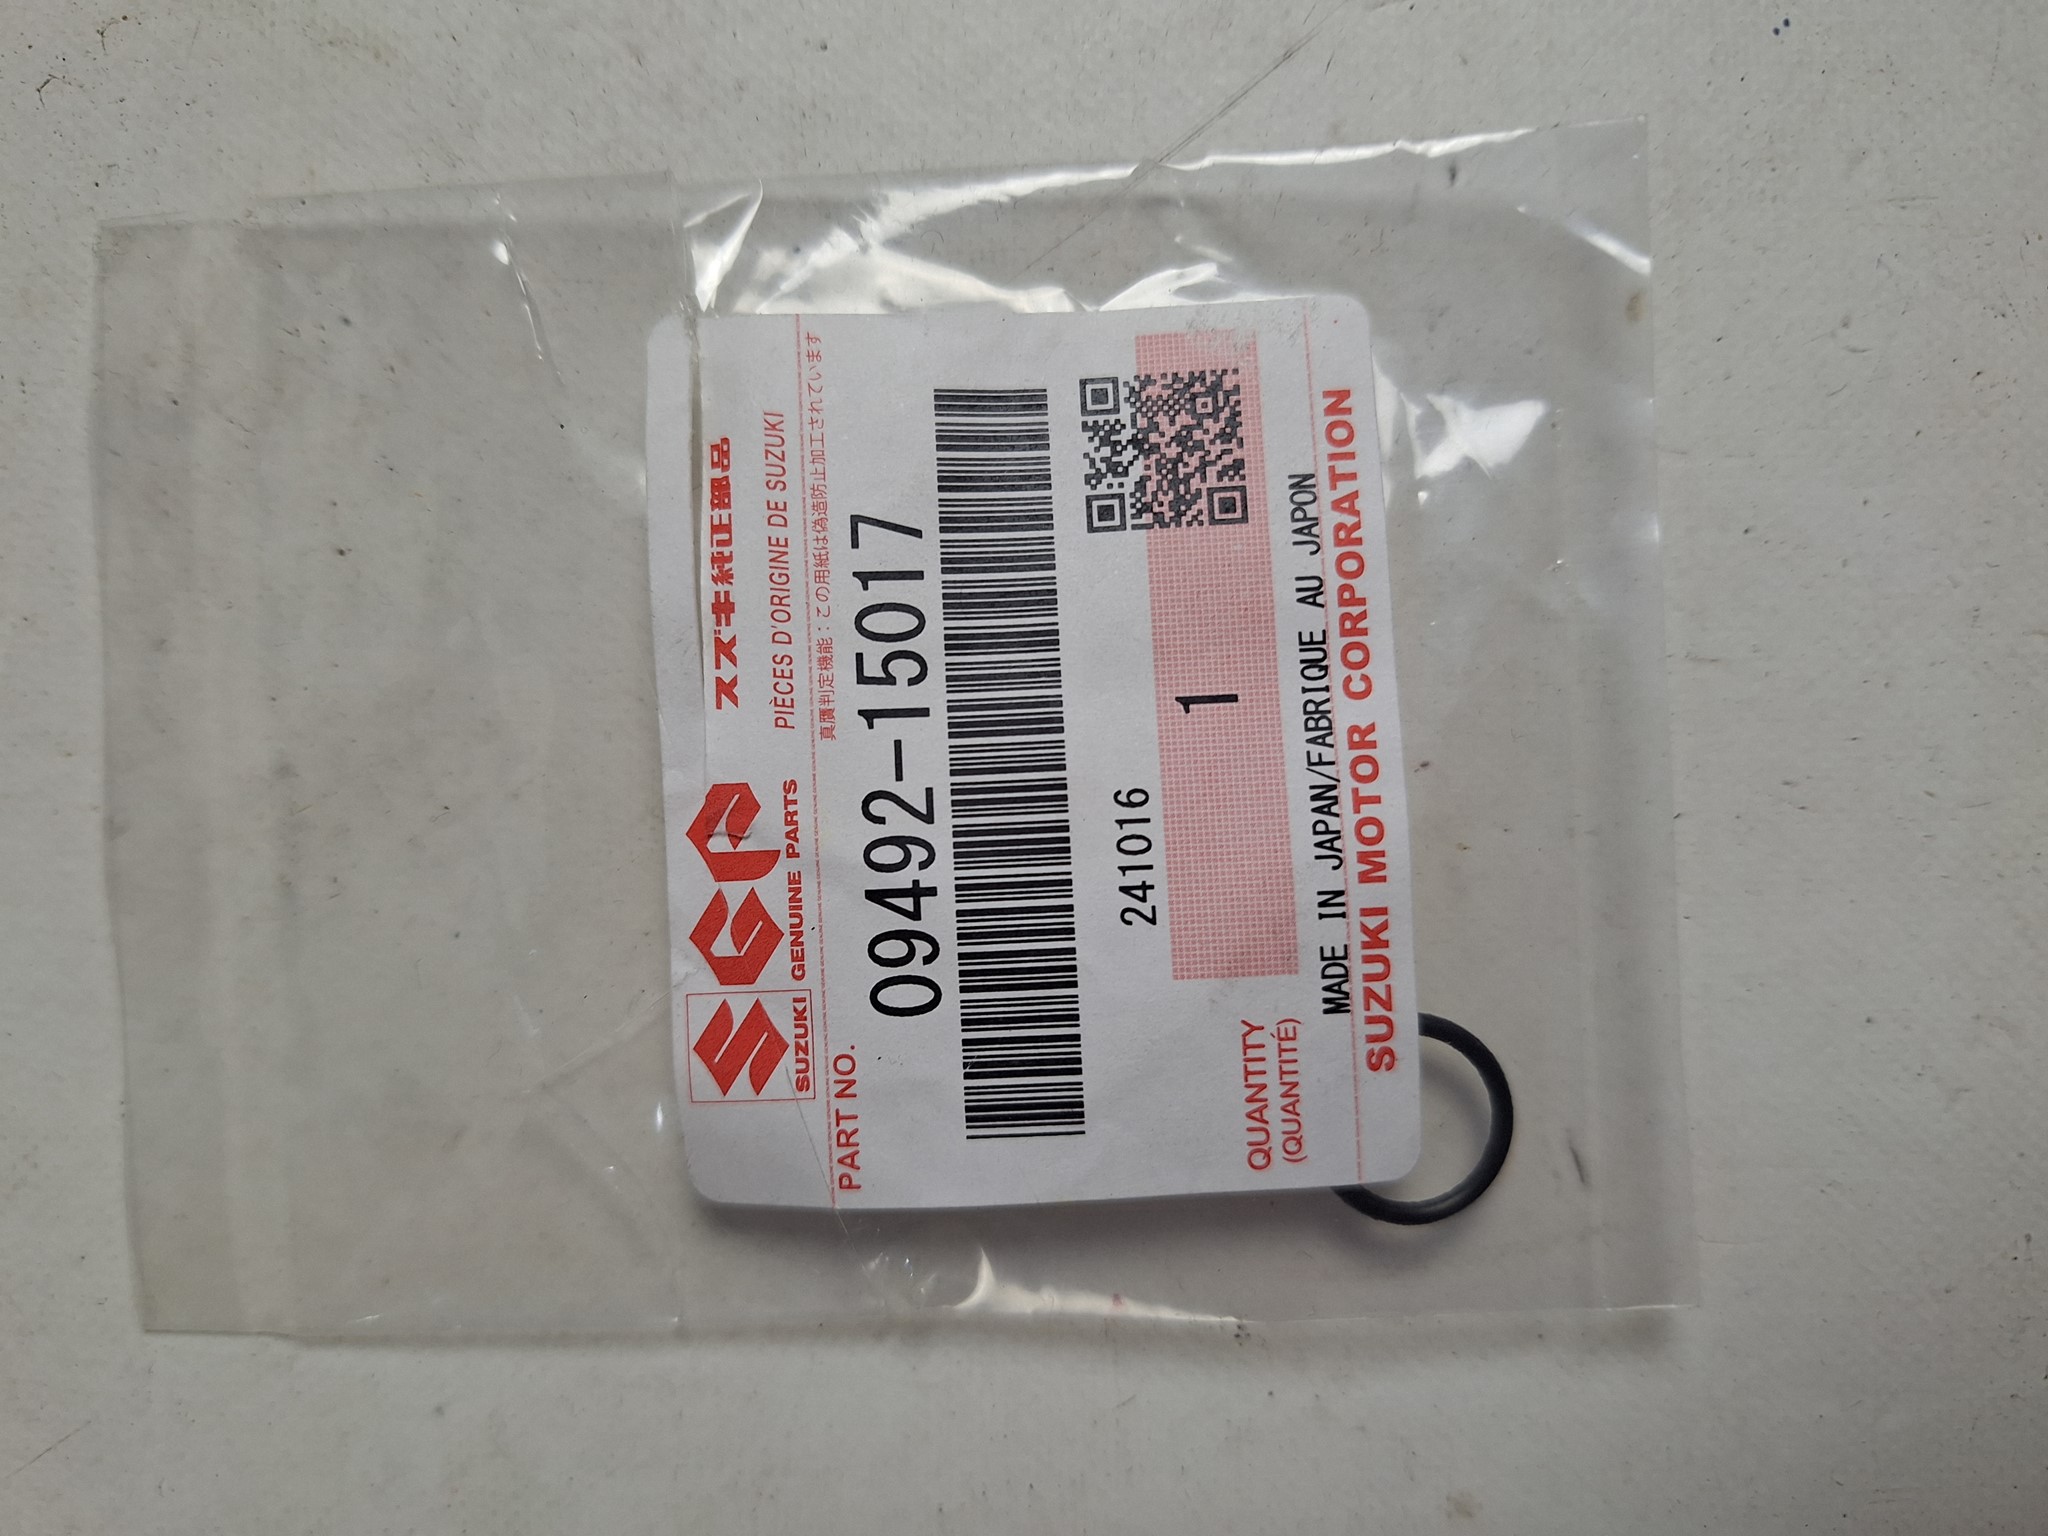 SGP スズキ純正部品
SUZUKI GENUINE PARTS PIÈCES D'ORIGINE DE SUZUKI
真贋判定機能：この用紙は偽造防止加工されています
PART NO.
09492-15017
241016
QUANTITY
(QUANTITÉ)
1
MADE IN JAPAN/FABRIQUE AU JAPON
SUZUKI MOTOR CORPORATION